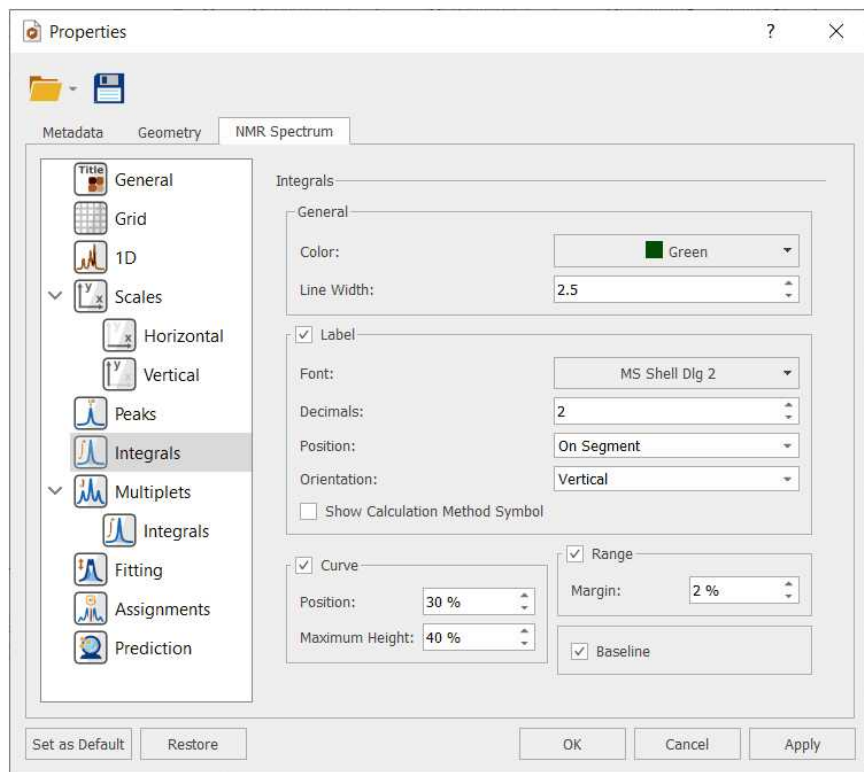 Properties
?
Metadata
Geometry
NMR Spectrum
Title
General
Grid
1D
Scales
Horizontal
Vertical
Peaks
Integrals
Multiplets
Integrals
Fitting
Assignments
Prediction
Integrals
General
Color: Green
Line Width: 2.5
Label
Font: MS Shell Dlg 2
Decimals: 2
Position: On Segment
Orientation: Vertical
Show Calculation Method Symbol
Curve
Position: 30 %
Maximum Height: 40 %
Range
Margin: 2 %
Baseline
Set as Default
Restore
OK
Cancel
Apply